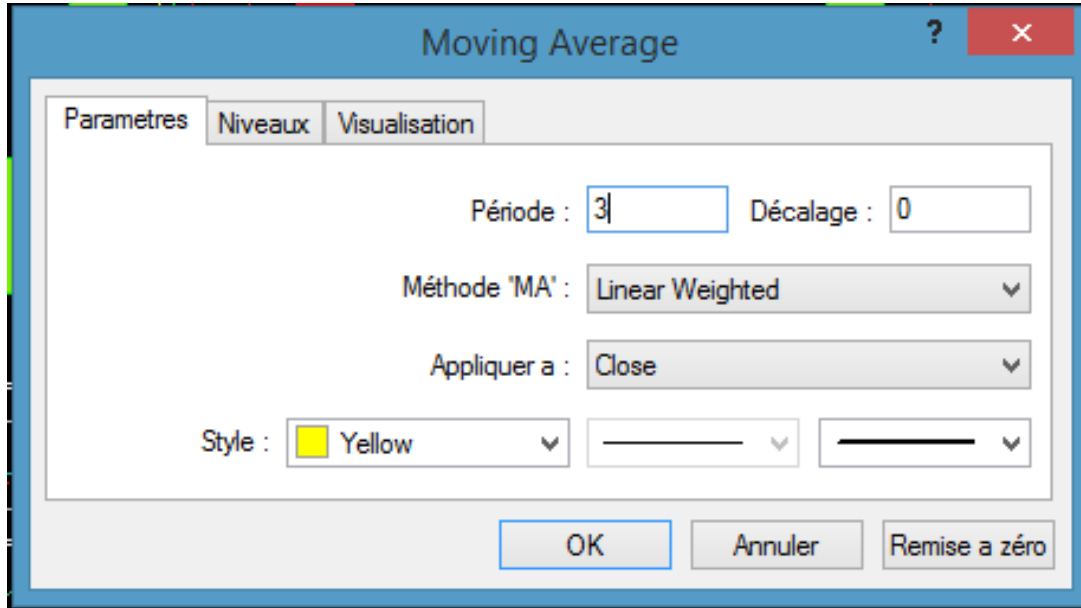 Moving Average ? ×
Parametres Niveaux Visualisation
Période : 3 Décalage : 0
Méthode "MA" : Linear Weighted
Appliquer a : Close
Style : Yellow
OK Annuler Remise a zéro